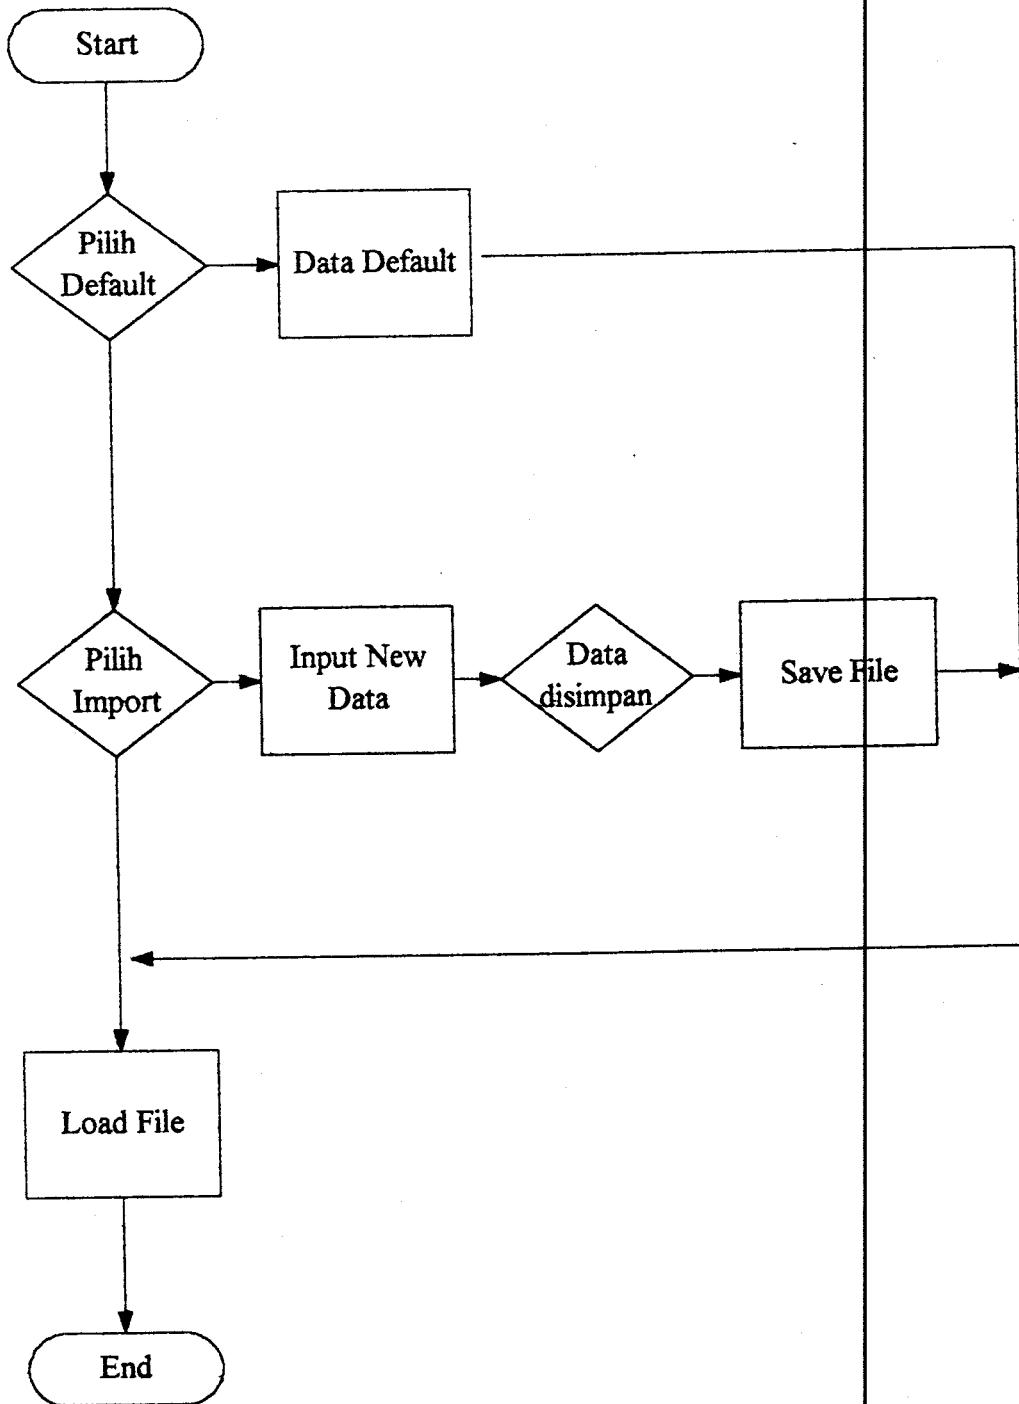 Start
Pilih
Default
Data Default
Pilih
Import
Input New
Data
Data
disimpan
Save File
Load File
End